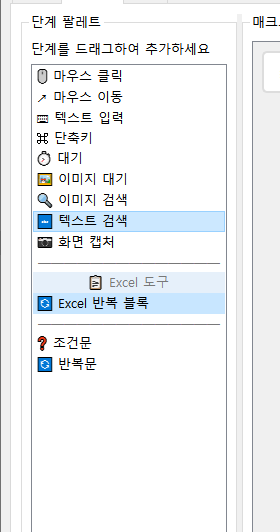 단계 팔레트
매크
단계를 드래그하여 추가하세요
마우스 클릭
마우스 이동
텍스트 입력
단축키
대기
이미지 대기
이미지 검색
텍스트 검색
화면 캡처
Excel 도구
Excel 반복 블록
조건문
반복문